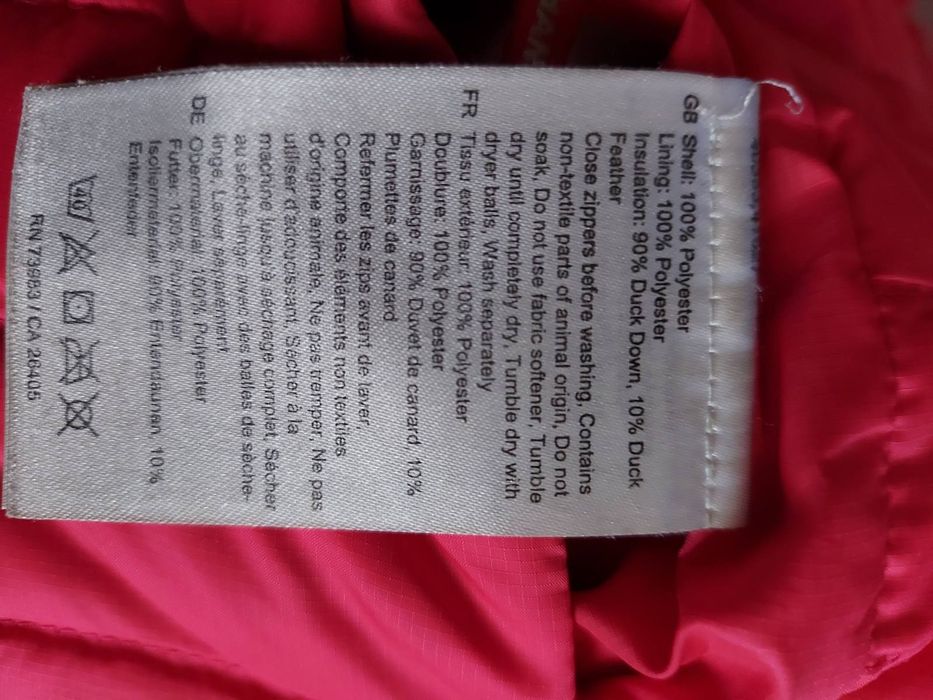 GB Shell: 100% Polyester
Lining: 100% Polyester
Insulation: 90% Duck Down, 10% Duck
Feather
Close zippers before washing, Contains
non-textile parts of animal origin, Do not
soak, Do not use fabric softener, Tumble
dry until completely dry, Tumble dry with
dryer balls, Wash separately
FR Tissu extérieur: 100% Polyester
Doublure: 100% Polyester
Garnissage: 90% Duvet de canard, 10%
Plumettes de canard
Refermer les zips avant de laver,
Comporte des éléments non textiles
d'origine animale, Ne pas tremper, Ne pas
utiliser d'adoucissant, Sécher à la
machine jusqu'à séchage complet, Sécher
au sèche-linge avec des balles de sèche-
linge, Laver séparément
DE Obermaterial: 100% Polyester
Futter: 100% Polyester
Isoliermaterial: 90% Entendaunen, 10%
Entenfeder
40
RN 73983 / CA 26405